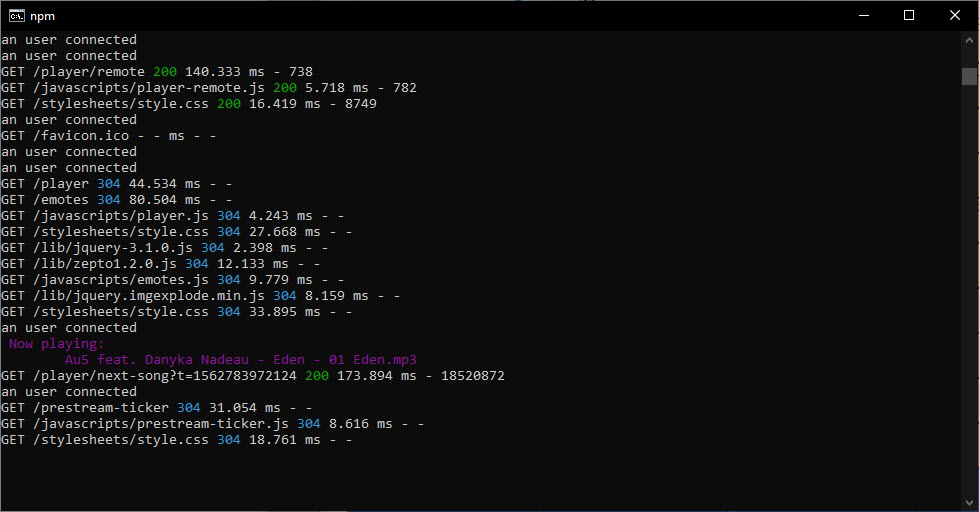 npm
an user connected
an user connected
GET /player/remote 200 140.333 ms - 738
GET /javascripts/player-remote.js 200 5.718 ms - 782
GET /stylesheets/style.css 200 16.419 ms - 8749
an user connected
GET /favicon.ico - - ms - -
an user connected
an user connected
GET /player 304 44.534 ms - -
GET /emotes 304 80.504 ms - -
GET /javascripts/player.js 304 4.243 ms - -
GET /stylesheets/style.css 304 27.668 ms - -
GET /lib/jquery-3.1.0.js 304 2.398 ms - -
GET /lib/zepto1.2.0.js 304 12.133 ms - -
GET /javascripts/emotes.js 304 9.779 ms - -
GET /lib/jquery.imgexplode.min.js 304 8.159 ms - -
GET /stylesheets/style.css 304 33.895 ms - -
an user connected
Now playing:
Au5 feat. Danyka Nadeau - Eden - 01 Eden.mp3
GET /player/next-song?t=1562783972124 200 173.894 ms - 18520872
an user connected
GET /prestream-ticker 304 31.054 ms - -
GET /javascripts/prestream-ticker.js 304 8.616 ms - -
GET /stylesheets/style.css 304 18.761 ms - -